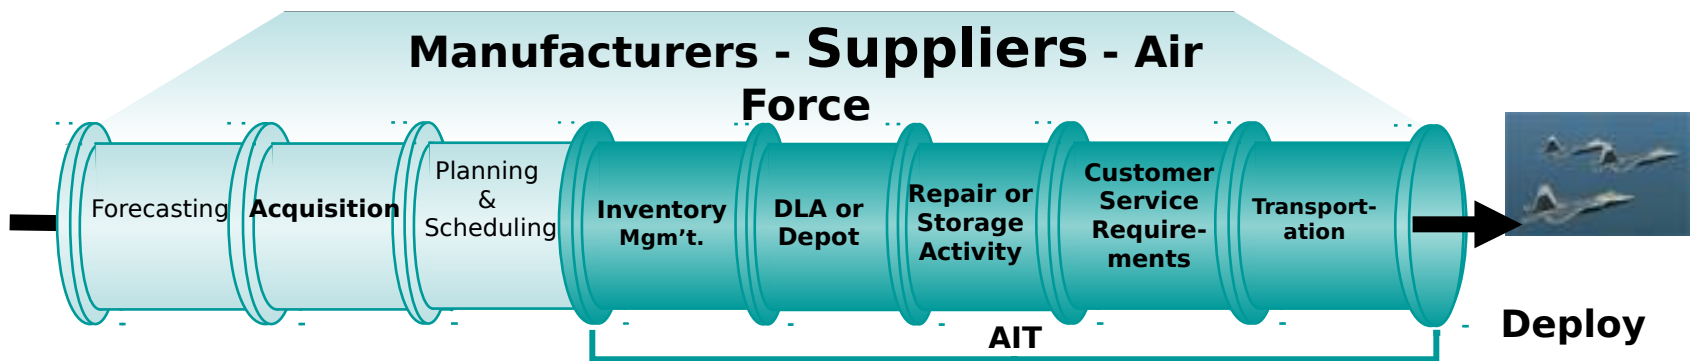 Manufacturers - Suppliers - Air
Force
Forecasting
Acquisition
Planning
&
Scheduling
Inventory
Mgm’t.
DLA or
Depot
Repair or
Storage
Activity
Customer
Service
Require-
ments
Transport-
ation
AIT
Deploy